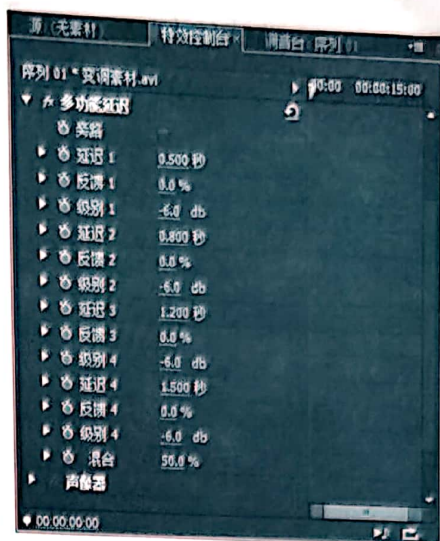 源:(无素材) 特效控制台 × 调音台: 序列 01
序列 01 * 变调素材.avi 00:00 00:00:15:00
fx 多功能延迟
旁路
延迟 1 0.500 秒
反馈 1 0.0 %
级别 1 -6.0 db
延迟 2 0.800 秒
反馈 2 0.0 %
级别 2 -6.0 db
延迟 3 1.200 秒
反馈 3 0.0 %
级别 4 -6.0 db
延迟 4 1.500 秒
反馈 4 0.0 %
级别 4 -6.0 db
混合 50.0 %
声像器
00:00:00:00